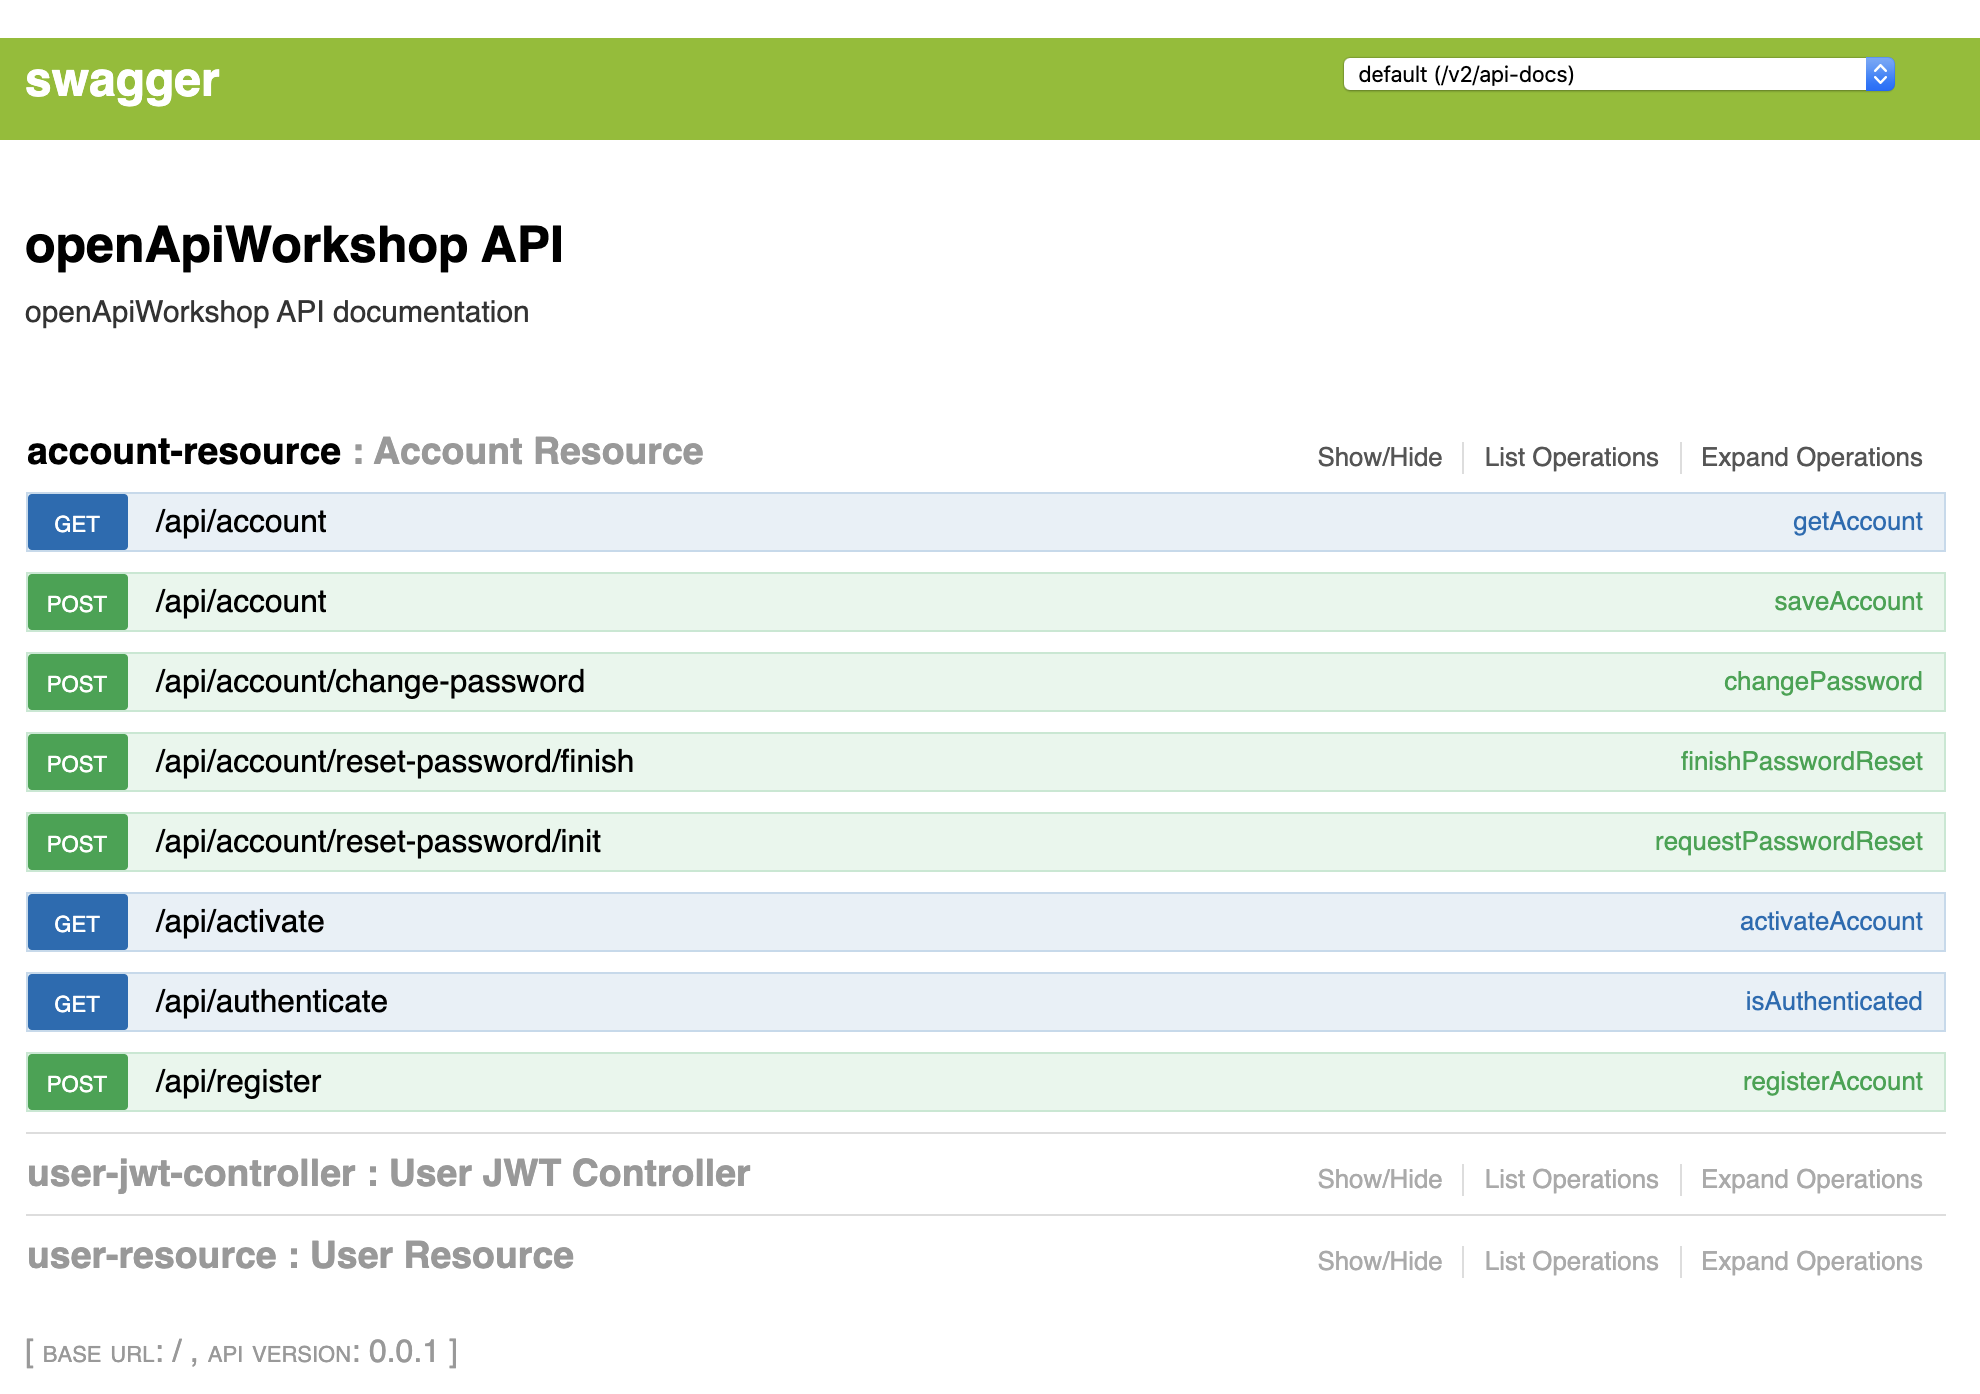 swagger
default (/v2/api-docs)
openApiWorkshop API
openApiWorkshop API documentation
account-resource : Account Resource Show/Hide List Operations Expand Operations
GET /api/account getAccount
POST /api/account saveAccount
POST /api/account/change-password changePassword
POST /api/account/reset-password/finish finishPasswordReset
POST /api/account/reset-password/init requestPasswordReset
GET /api/activate activateAccount
GET /api/authenticate isAuthenticated
POST /api/register registerAccount
user-jwt-controller : User JWT Controller Show/Hide List Operations Expand Operations
user-resource : User Resource Show/Hide List Operations Expand Operations
[ BASE URL: / , API VERSION: 0.0.1 ]